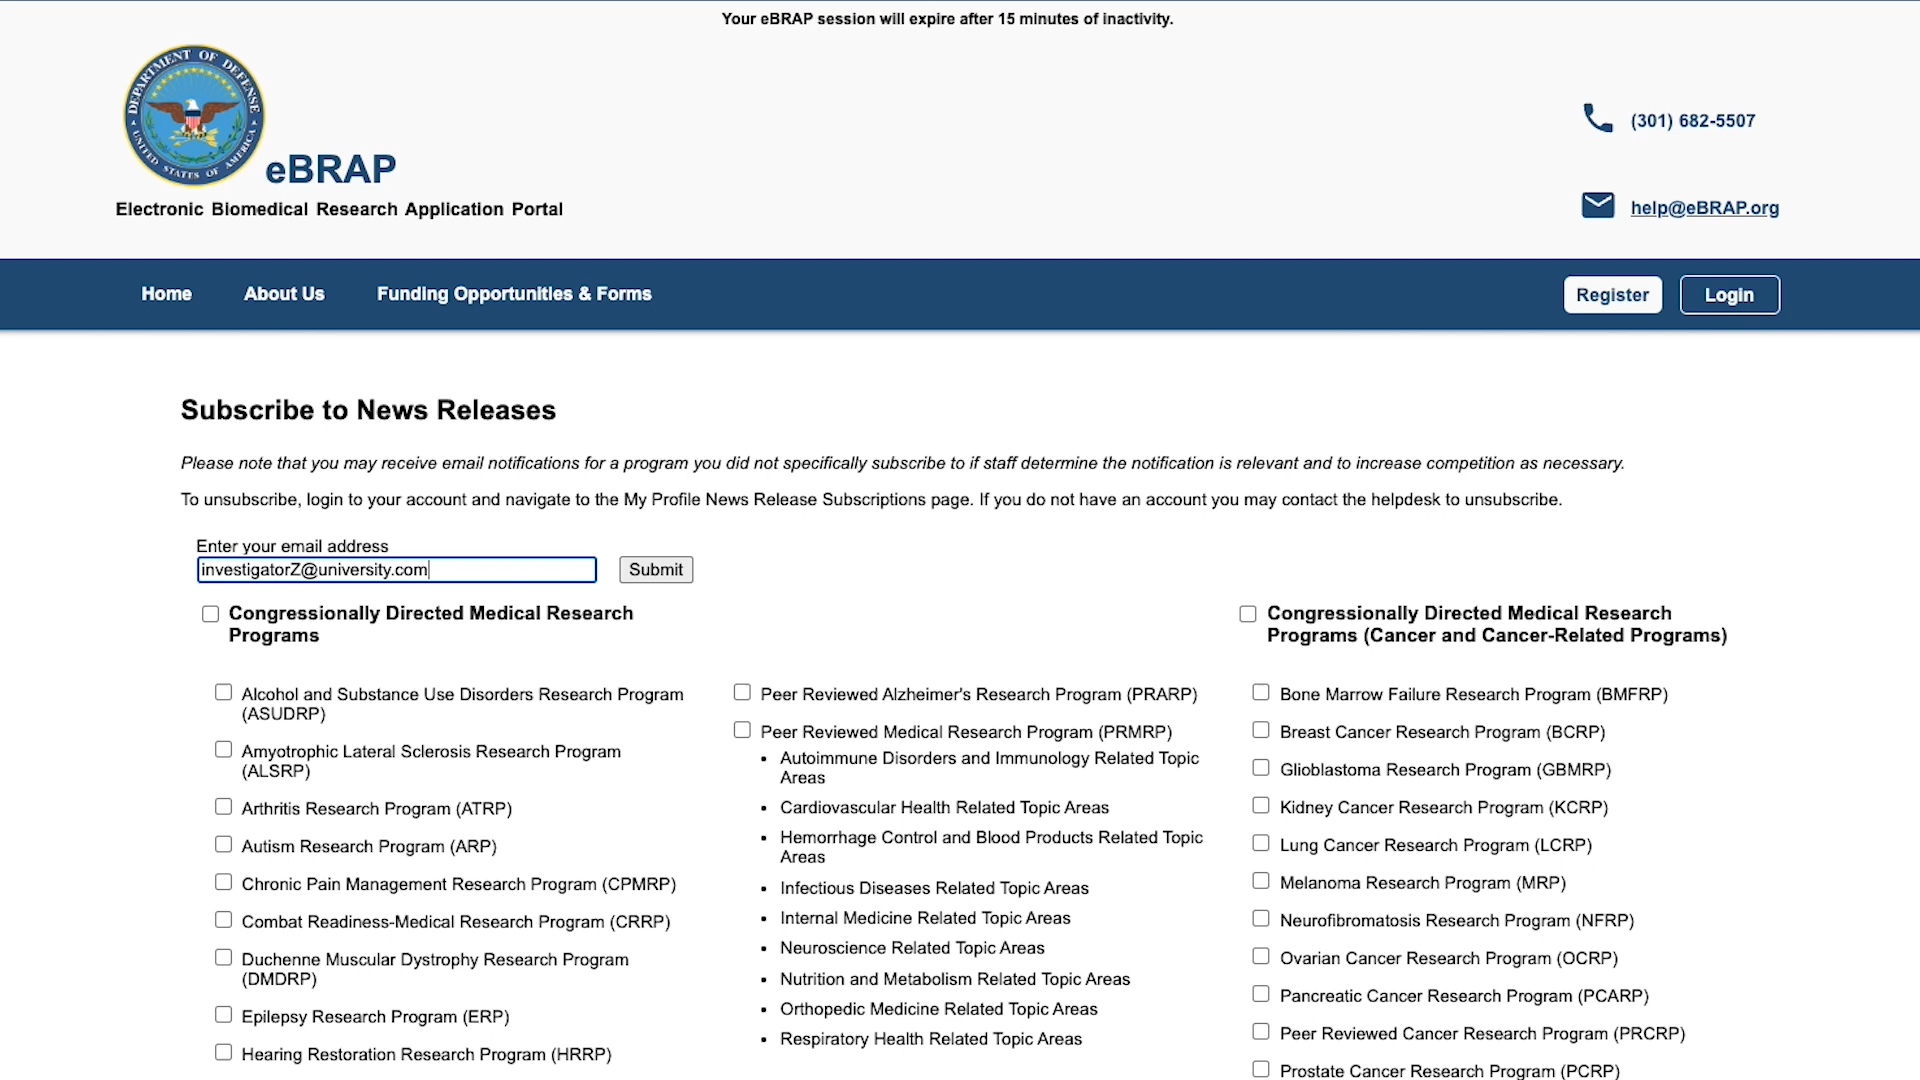 Your eBRAP session will expire after 15 minutes of inactivity.
DEPARTMENT OF DEFENSE
UNITED STATES OF AMERICA
eBRAP
Electronic Biomedical Research Application Portal
(301) 682-5507
help@eBRAP.org
Home
About Us
Funding Opportunities & Forms
Register
Login
Subscribe to News Releases
Please note that you may receive email notifications for a program you did not specifically subscribe to if staff determine the notification is relevant and to increase competition as necessary.
To unsubscribe, login to your account and navigate to the My Profile News Release Subscriptions page. If you do not have an account you may contact the helpdesk to unsubscribe.
Enter your email address
investigatorZ@university.com
Submit
Congressionally Directed Medical Research
Programs
Alcohol and Substance Use Disorders Research Program
(ASUDRP)
Amyotrophic Lateral Sclerosis Research Program
(ALSRP)
Arthritis Research Program (ATRP)
Autism Research Program (ARP)
Chronic Pain Management Research Program (CPMRP)
Combat Readiness-Medical Research Program (CRRP)
Duchenne Muscular Dystrophy Research Program
(DMDRP)
Epilepsy Research Program (ERP)
Hearing Restoration Research Program (HRRP)
Peer Reviewed Alzheimer's Research Program (PRARP)
Peer Reviewed Medical Research Program (PRMRP)
• Autoimmune Disorders and Immunology Related Topic
Areas
• Cardiovascular Health Related Topic Areas
• Hemorrhage Control and Blood Products Related Topic
Areas
• Infectious Diseases Related Topic Areas
• Internal Medicine Related Topic Areas
• Neuroscience Related Topic Areas
• Nutrition and Metabolism Related Topic Areas
• Orthopedic Medicine Related Topic Areas
• Respiratory Health Related Topic Areas
Congressionally Directed Medical Research
Programs (Cancer and Cancer-Related Programs)
Bone Marrow Failure Research Program (BMFRP)
Breast Cancer Research Program (BCRP)
Glioblastoma Research Program (GBMRP)
Kidney Cancer Research Program (KCRP)
Lung Cancer Research Program (LCRP)
Melanoma Research Program (MRP)
Neurofibromatosis Research Program (NFRP)
Ovarian Cancer Research Program (OCRP)
Pancreatic Cancer Research Program (PCARP)
Peer Reviewed Cancer Research Program (PRCRP)
Prostate Cancer Research Program (PCRP)